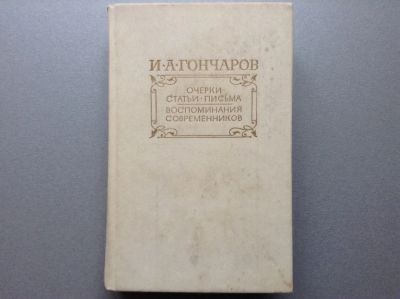 И·А·ГОНЧАРОВ
ОЧЕРКИ·
СТАТЬИ·ПИСЬМА
ВОСПОМИНАНИЯ
СОВРЕМЕННИКОВ